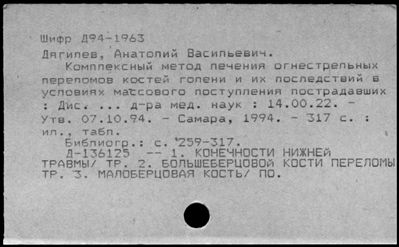 Шифр Д94-1963
Дягилев, Анатолий Васильевич.
Комплексный метод лечения огнестрельных
переломов костей голени и их последствий в
условиях массового поступления пострадавших
: Дис. ... д-ра мед. наук : 14.00.22. -
Утв. 07.10.94. - Самара, 1994. - 317 с. :
ил., табл.
Библиогр.: с. 259-317.
Д-136125 -- 1. КОНЕЧНОСТИ НИЖНЕЙ
ТРАВМЫ/ ТР. 2. БОЛЬШЕБЕРЦОВОЙ КОСТИ ПЕРЕЛОМЫ
ТР. 3. МАЛОБЕРЦОВАЯ КОСТЬ/ ПО.